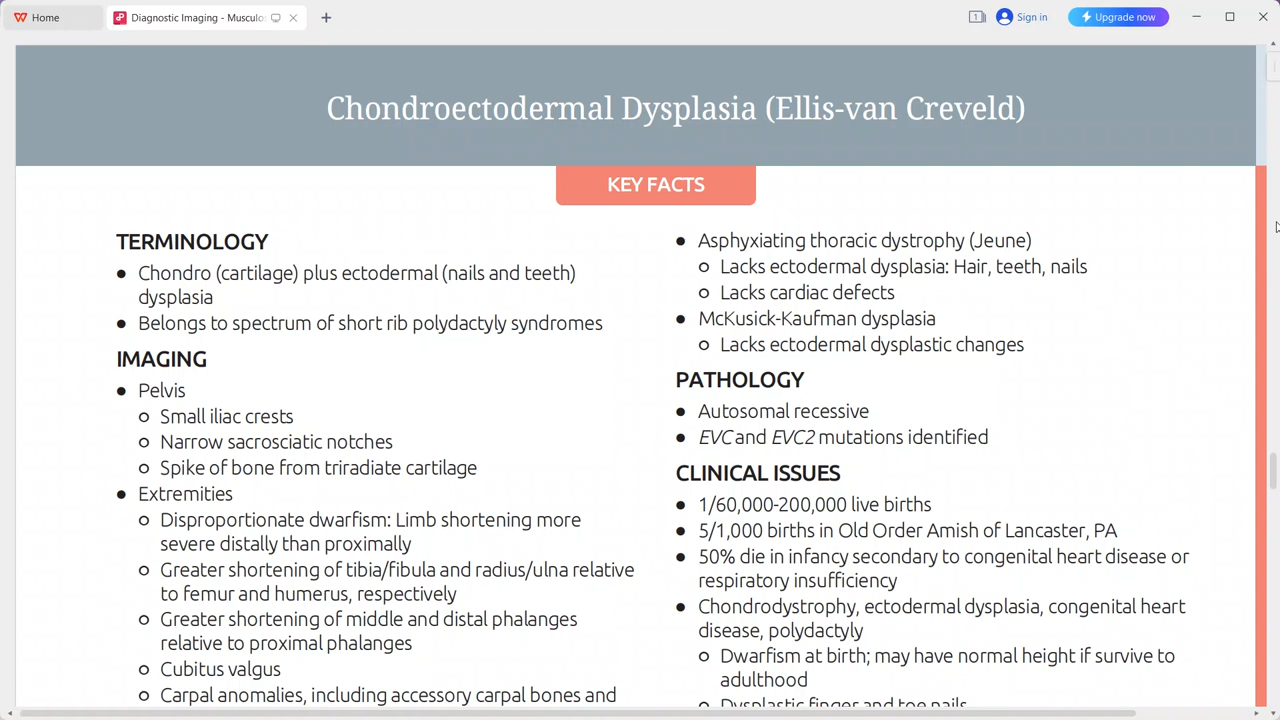 Home
Diagnostic Imaging - Musculo
1
Sign in
Upgrade now
Chondroectodermal Dysplasia (Ellis-van Creveld)
KEY FACTS
TERMINOLOGY
● Chondro (cartilage) plus ectodermal (nails and teeth)
dysplasia
● Belongs to spectrum of short rib polydactyly syndromes
IMAGING
● Pelvis
○ Small iliac crests
○ Narrow sacrosciatic notches
○ Spike of bone from triradiate cartilage
● Extremities
○ Disproportionate dwarfism: Limb shortening more
severe distally than proximally
○ Greater shortening of tibia/fibula and radius/ulna relative
to femur and humerus, respectively
○ Greater shortening of middle and distal phalanges
relative to proximal phalanges
○ Cubitus valgus
○ Carpal anomalies, including accessory carpal bones and
● Asphyxiating thoracic dystrophy (Jeune)
○ Lacks ectodermal dysplasia: Hair, teeth, nails
○ Lacks cardiac defects
● McKusick-Kaufman dysplasia
○ Lacks ectodermal dysplastic changes
PATHOLOGY
● Autosomal recessive
● EVC and EVC2 mutations identified
CLINICAL ISSUES
● 1/60,000-200,000 live births
● 5/1,000 births in Old Order Amish of Lancaster, PA
● 50% die in infancy secondary to congenital heart disease or
respiratory insufficiency
● Chondrodystrophy, ectodermal dysplasia, congenital heart
disease, polydactyly
○ Dwarfism at birth; may have normal height if survive to
adulthood
○ Dysplastic finger and toe nails